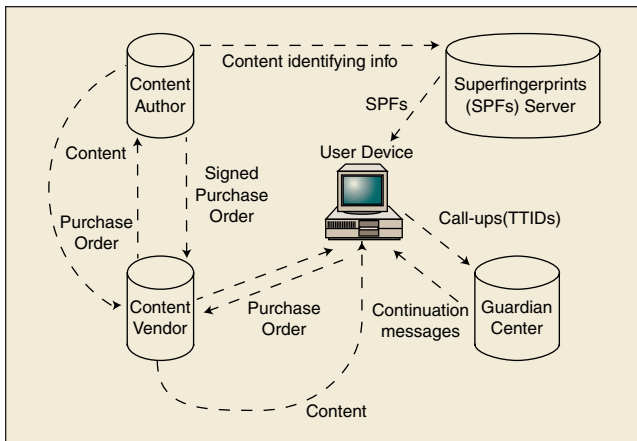 Content
Author
Content identifying info
Superfingerprints
(SPFs) Server
SPFs
User Device
Content
Signed
Purchase
Order
Purchase
Order
Call-ups(TTIDs)
Content
Vendor
Purchase
Order
Continuation
messages
Guardian
Center
Content